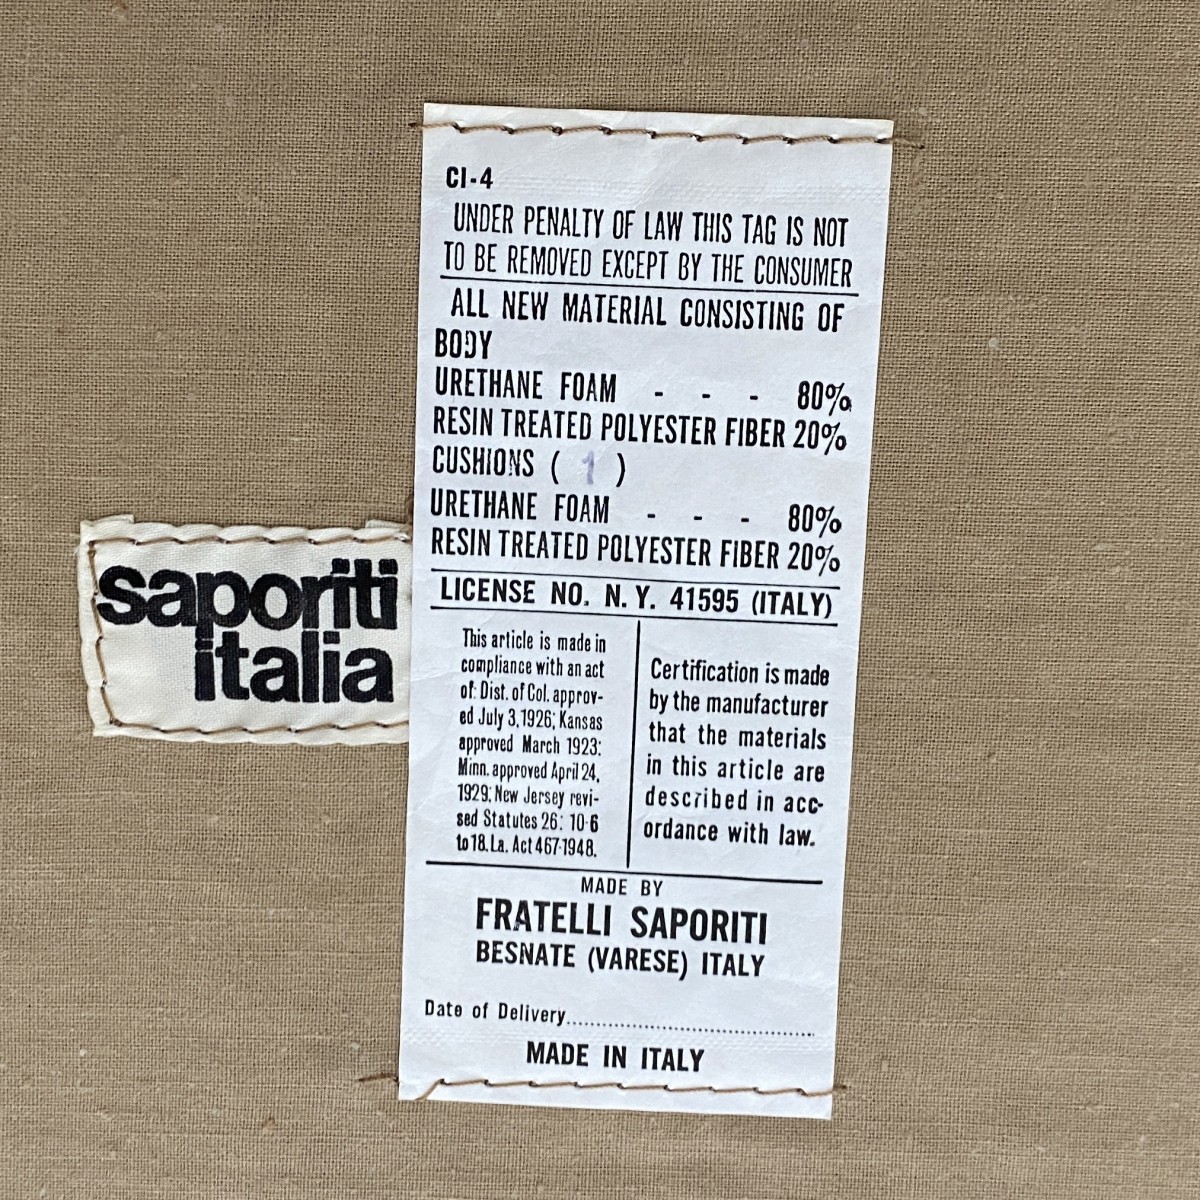 CI-4
UNDER PENALTY OF LAW THIS TAG IS NOT
TO BE REMOVED EXCEPT BY THE CONSUMER
ALL NEW MATERIAL CONSISTING OF
BODY
URETHANE FOAM - - - 80%
RESIN TREATED POLYESTER FIBER 20%
CUSHIONS ( 1 )
URETHANE FOAM - - - 80%
RESIN TREATED POLYESTER FIBER 20%
LICENSE NO. N.Y. 41595 (ITALY)
This article is made in
compliance with an act
of: Dist. of Col. approv-
ed July 3, 1926; Kansas
approved March 1923:
Minn. approved April 24,
1929; New Jersey revi-
sed Statutes 26: 10-6
to 18. La. Act 467-1948.
Certification is made
by the manufacturer
that the materials
in this article are
described in acc-
ordance with law.
MADE BY
FRATELLI SAPORITI
BESNATE (VARESE) ITALY
Date of Delivery..............................
MADE IN ITALY
saporiti
italia